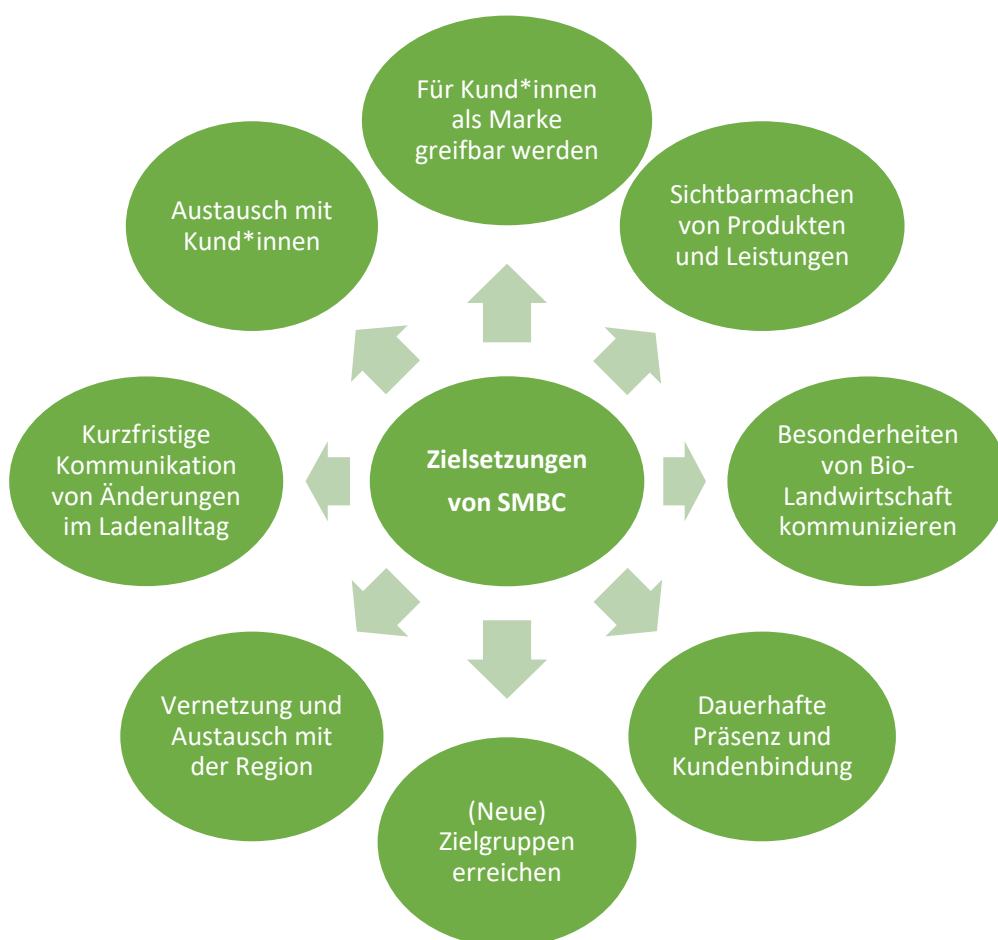 Für Kund*innen
als Marke
greifbar werden
Sichtbarmachen
von Produkten
und Leistungen
Besonderheiten
von Bio-
Landwirtschaft
kommunizieren
Dauerhafte
Präsenz und
Kundenbindung
(Neue)
Zielgruppen
erreichen
Vernetzung und
Austausch mit
der Region
Kurzfristige
Kommunikation
von Änderungen
im Ladenalltag
Austausch mit
Kund*innen
Zielsetzungen
von SMBC